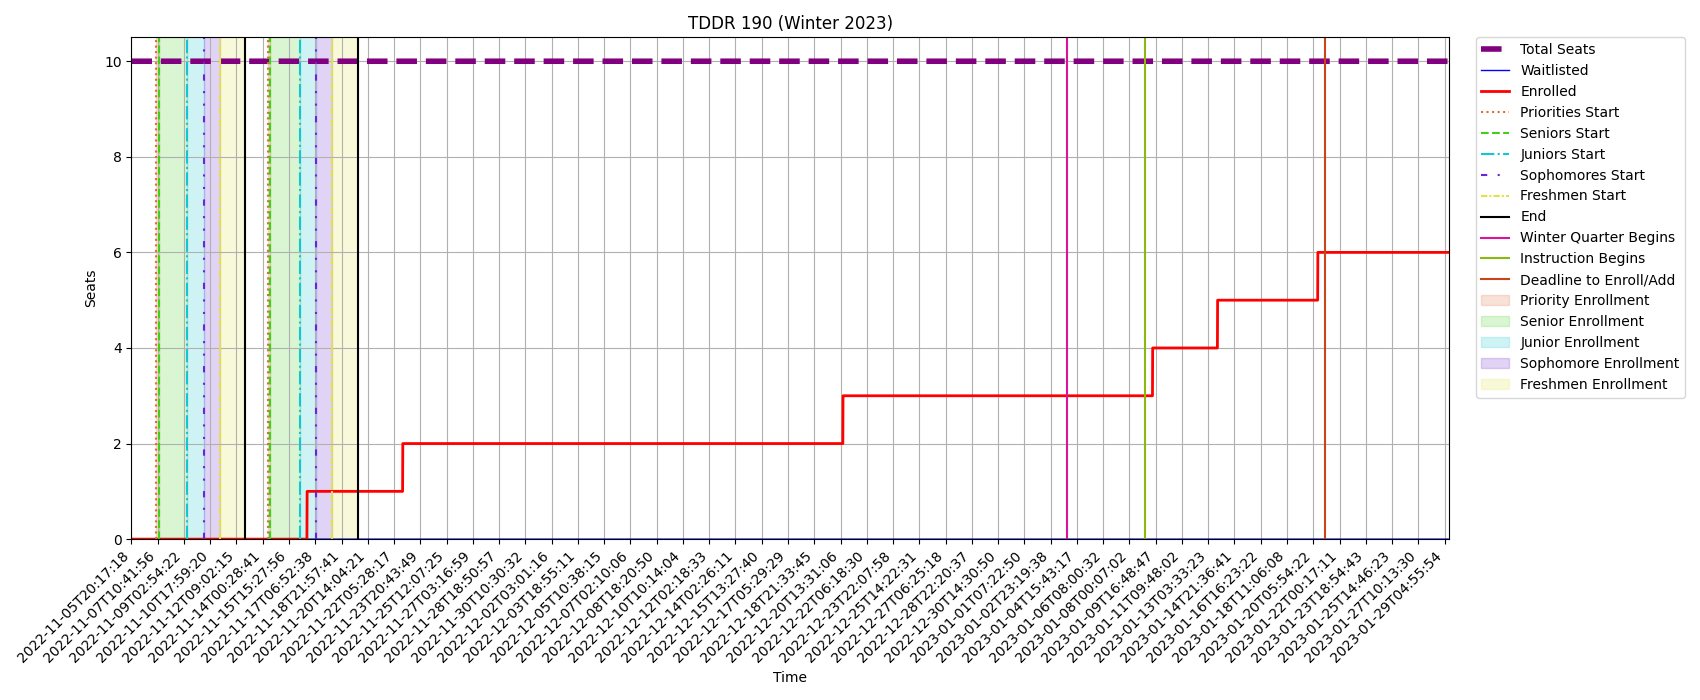 TDDR 190 (Winter 2023)
10
8
6
4
2
0
Seats
2022-11-05T20:17:18
2022-11-07T10:41:56
2022-11-09T02:54:22
2022-11-10T17:59:20
2022-11-12T09:02:15
2022-11-14T00:28:41
2022-11-15T15:27:56
2022-11-17T06:52:38
2022-11-18T21:57:41
2022-11-20T14:04:21
2022-11-22T05:28:17
2022-11-23T20:43:49
2022-11-25T12:07:25
2022-11-27T03:16:59
2022-11-28T18:50:57
2022-11-30T10:30:32
2022-12-02T03:01:16
2022-12-03T18:55:11
2022-12-05T10:38:15
2022-12-07T02:10:06
2022-12-08T18:20:50
2022-12-10T10:14:04
2022-12-12T02:18:33
2022-12-14T02:26:11
2022-12-15T13:27:40
2022-12-17T05:29:29
2022-12-18T21:33:45
2022-12-20T13:31:06
2022-12-22T06:18:30
2022-12-23T22:07:58
2022-12-25T14:22:31
2022-12-27T06:25:18
2022-12-28T22:20:37
2022-12-30T14:30:50
2023-01-01T07:22:50
2023-01-02T23:19:38
2023-01-04T15:43:17
2023-01-06T08:00:32
2023-01-08T00:07:02
2023-01-09T16:48:47
2023-01-11T09:48:02
2023-01-13T03:33:23
2023-01-14T21:36:41
2023-01-16T16:23:22
2023-01-18T11:06:08
2023-01-20T05:54:22
2023-01-22T00:17:11
2023-01-23T18:54:43
2023-01-25T14:46:23
2023-01-27T10:13:30
2023-01-29T04:55:54
Time
Total Seats
Waitlisted
Enrolled
Priorities Start
Seniors Start
Juniors Start
Sophomores Start
Freshmen Start
End
Winter Quarter Begins
Instruction Begins
Deadline to Enroll/Add
Priority Enrollment
Senior Enrollment
Junior Enrollment
Sophomore Enrollment
Freshmen Enrollment